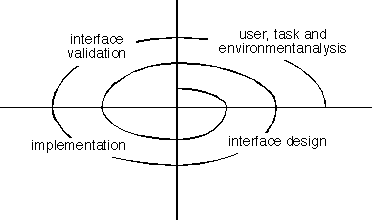 interface
validation
user, task and
environmentanalysis
implementation
interface design